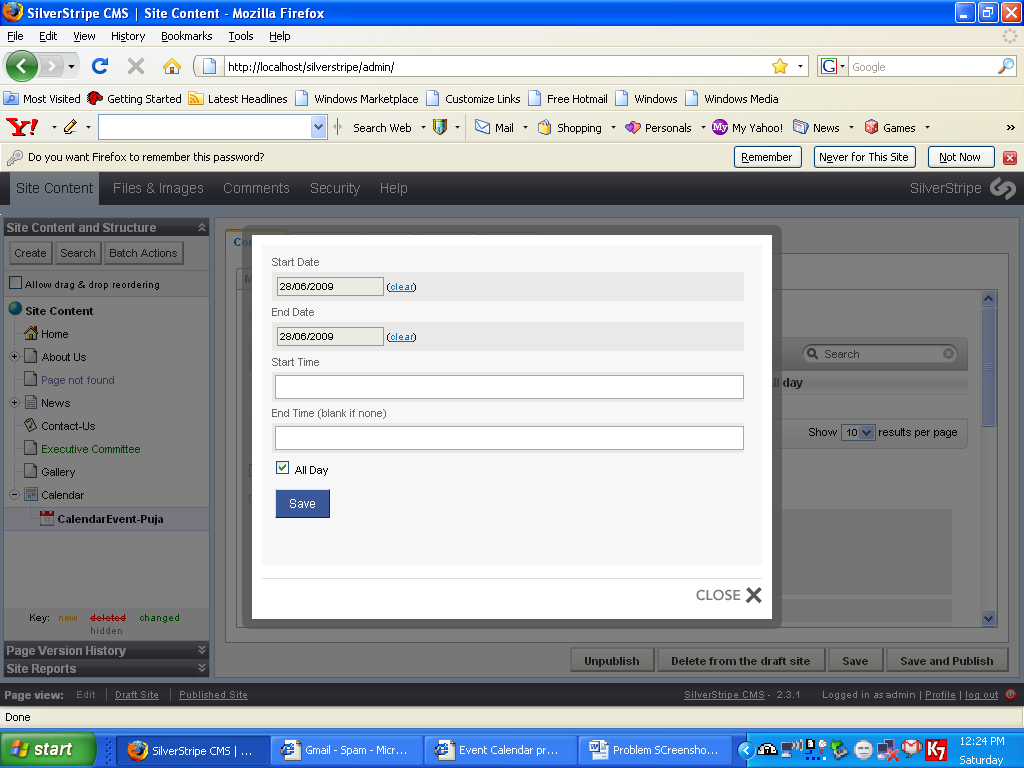 SilverStripe CMS | Site Content - Mozilla Firefox
File Edit View History Bookmarks Tools Help
http://localhost/silverstripe/admin/ G Google
Most Visited Getting Started Latest Headlines Windows Marketplace Customize Links Free Hotmail Windows Windows Media
Y! Search Web Mail Shopping Personals My Yahoo! News Games »
Do you want Firefox to remember this password? Remember Never for This Site Not Now
Site Content Files & Images Comments Security Help SilverStripe
Site Content and Structure
Create Search Batch Actions
Allow drag & drop reordering
Site Content
Home
About Us
Page not found
News
Contact-Us
Executive Committee
Gallery
Calendar
CalendarEvent-Puja
Key: new deleted changed
hidden
Page Version History
Site Reports
Start Date
28/06/2009 (clear)
End Date
28/06/2009 (clear)
Start Time
End Time (blank if none)
All Day
Save
CLOSE
Search
day
Show 10 results per page
Unpublish Delete from the draft site Save Save and Publish
Page view: Edit Draft Site Published Site SilverStripe CMS - 2.3.1 Logged in as admin | Profile | log out
Done
start SilverStripe CMS | ... Gmail - Spam - Micr... Event Calendar pr... Problem SCreensho... K7 12:24 PM
Saturday